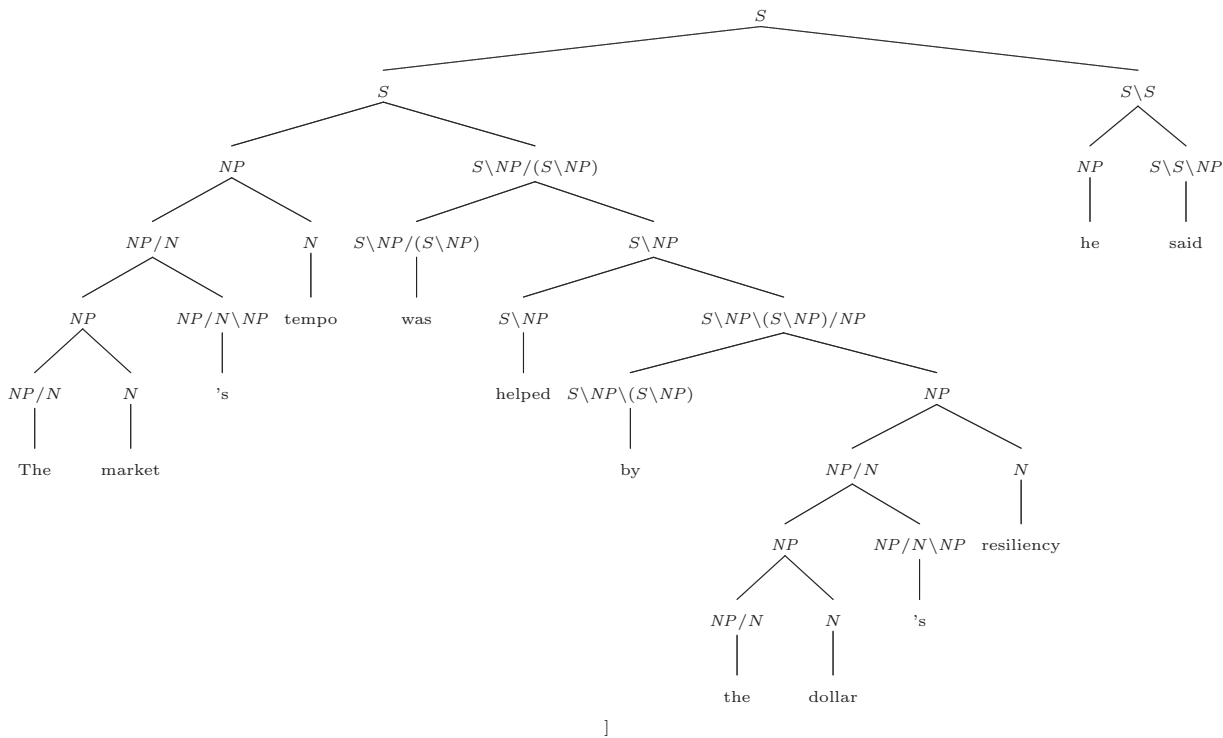 S
S S\S
NP S\NP/(S\NP) NP S\S\NP
NP/N N S\NP/(S\NP) S\NP he said
NP NP/N\NP tempo was S\NP S\NP\(S\NP)/NP
NP/N N 's helped S\NP\(S\NP) NP
The market by NP/N N
NP NP/N\NP resiliency
NP/N N 's
the dollar
]